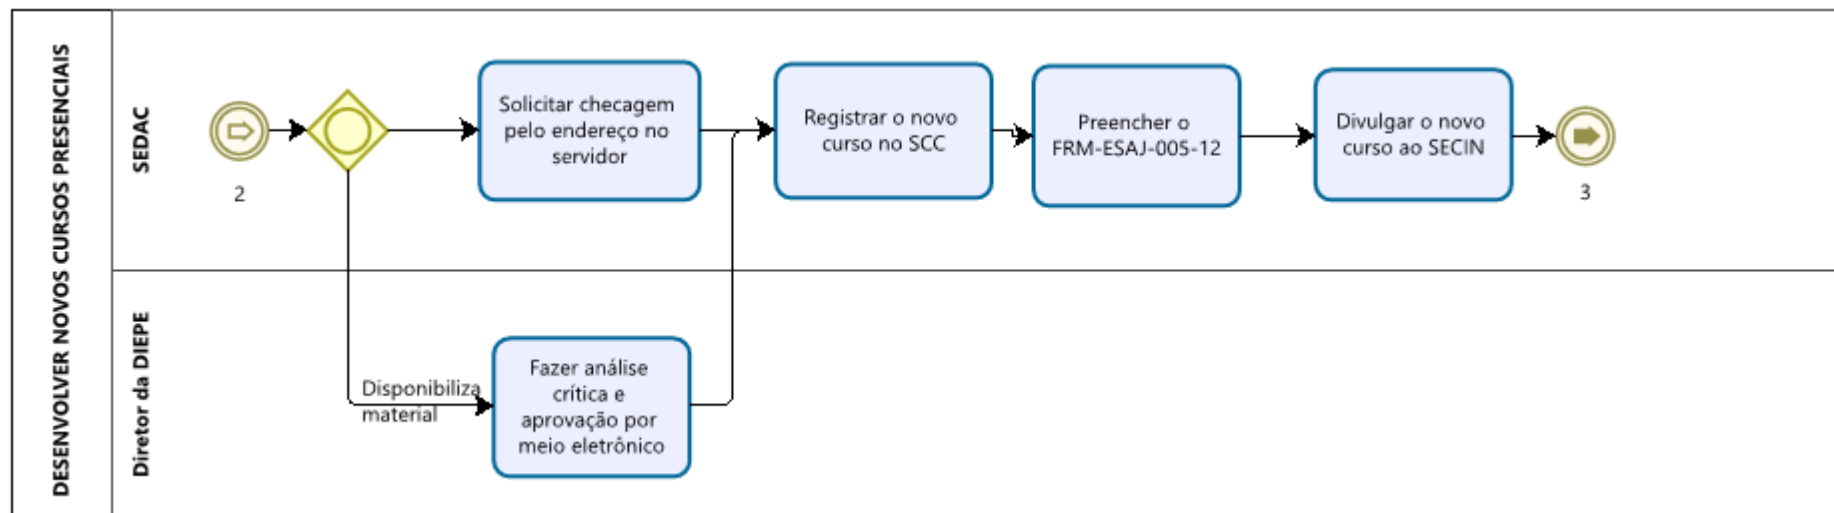 DESENVOLVER NOVOS CURSOS PRESENCIAIS
SEDAC
2
Solicitar checagem
pelo endereço no
servidor
Registrar o novo
curso no SCC
Preencher o
FRM-ESAJ-005-12
Divulgar o novo
curso ao SECIN
3
Diretor da DIEPE
Disponibiliza
material
Fazer análise
crítica e
aprovação por
meio eletrônico